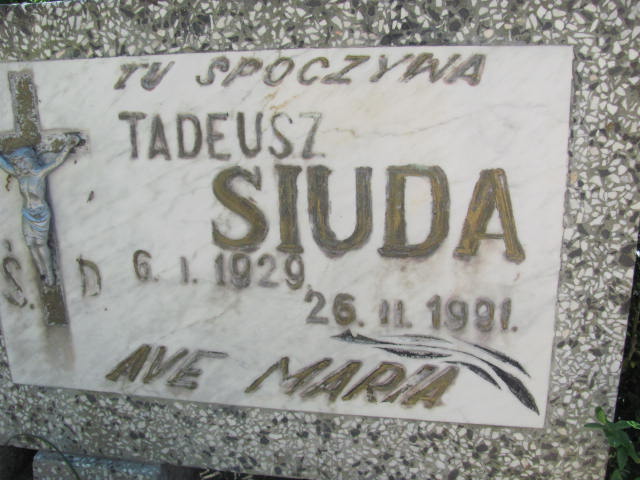 TU SPOCZYWA
TADEUSZ
SIUDA
Ś. D
6. I. 1929.
26. II. 1991.
AVE MARIA